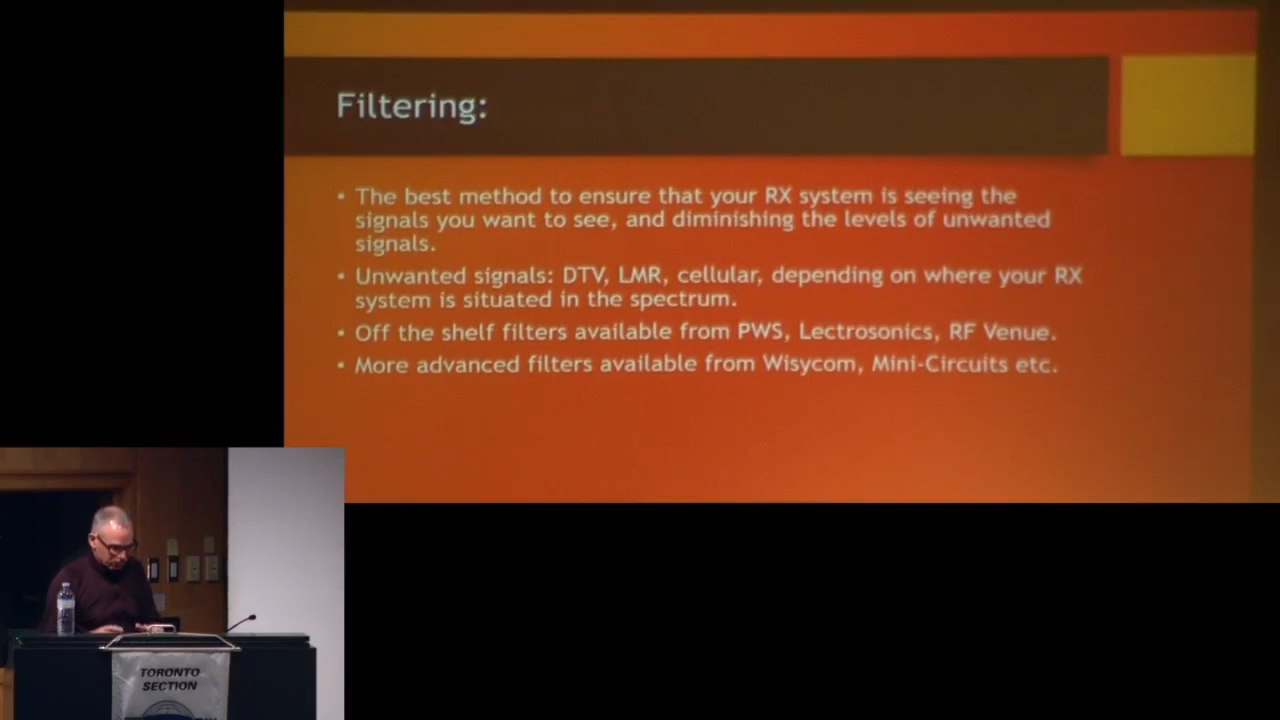 Filtering:
• The best method to ensure that your RX system is seeing the
signals you want to see, and diminishing the levels of unwanted
signals.
• Unwanted signals: DTV, LMR, cellular, depending on where your RX
system is situated in the spectrum.
• Off the shelf filters available from PWS, Lectrosonics, RF Venue.
• More advanced filters available from Wisycom, Mini-Circuits etc.
TORONTO
SECTION